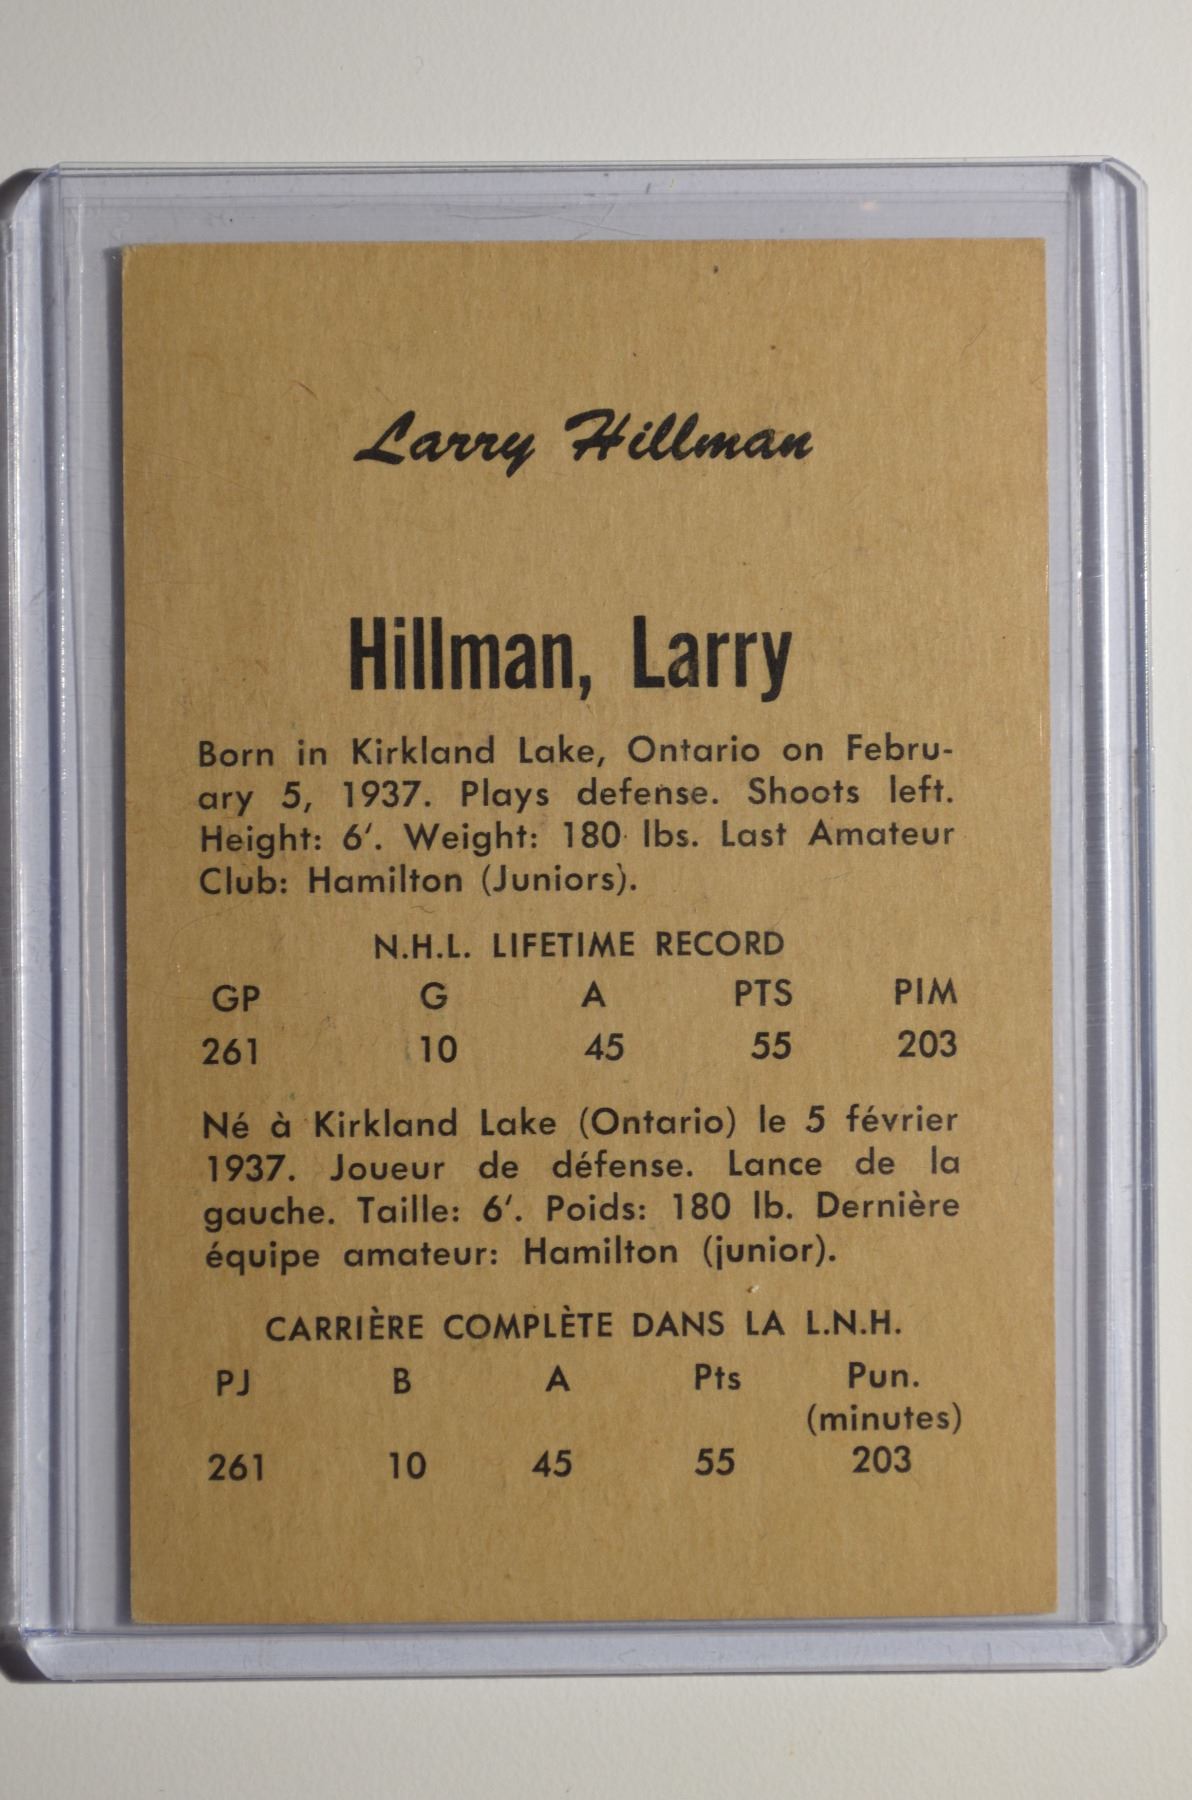 Larry Hillman
Hillman, Larry
Born in Kirkland Lake, Ontario on Febru-
ary 5, 1937. Plays defense. Shoots left.
Height: 6′. Weight: 180 lbs. Last Amateur
Club: Hamilton (Juniors).
N.H.L. LIFETIME RECORD
GP G A PTS PIM
261 10 45 55 203
Né à Kirkland Lake (Ontario) le 5 février
1937. Joueur de défense. Lance de la
gauche. Taille: 6′. Poids: 180 lb. Dernière
équipe amateur: Hamilton (junior).
CARRIÈRE COMPLÈTE DANS LA L.N.H.
PJ B A Pts Pun.
(minutes)
261 10 45 55 203